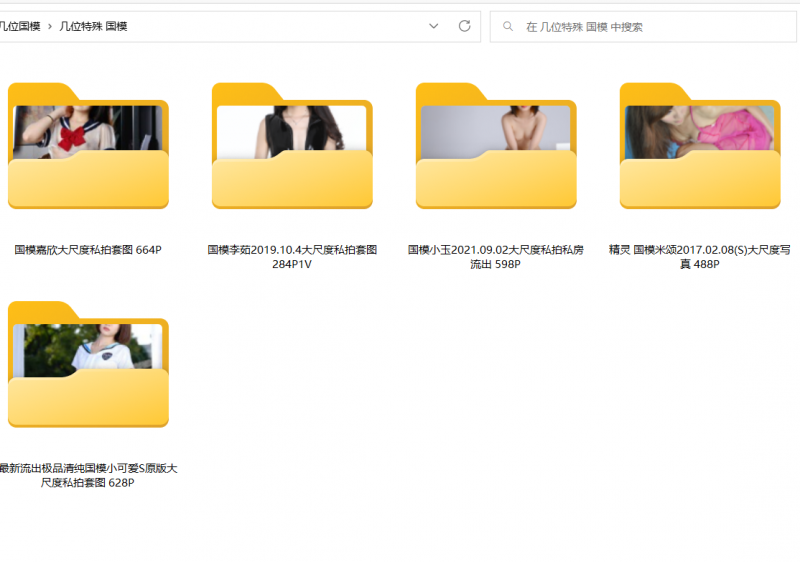 几位国模 › 几位特殊 国模
在 几位特殊 国模 中搜索
国模嘉欣大尺度私拍套图 664P
国模李茹2019.10.4大尺度私拍套图
284P1V
国模小玉2021.09.02大尺度私拍私房
流出 598P
精灵 国模米颂2017.02.08(S)大尺度写
真 488P
最新流出极品清纯国模小可爱S原版大
尺度私拍套图 628P